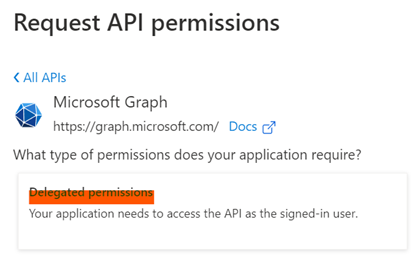 Request API permissions
All APIs
Microsoft Graph
https://graph.microsoft.com/ Docs
What type of permissions does your application require?
Delegated permissions
Your application needs to access the API as the signed-in user.